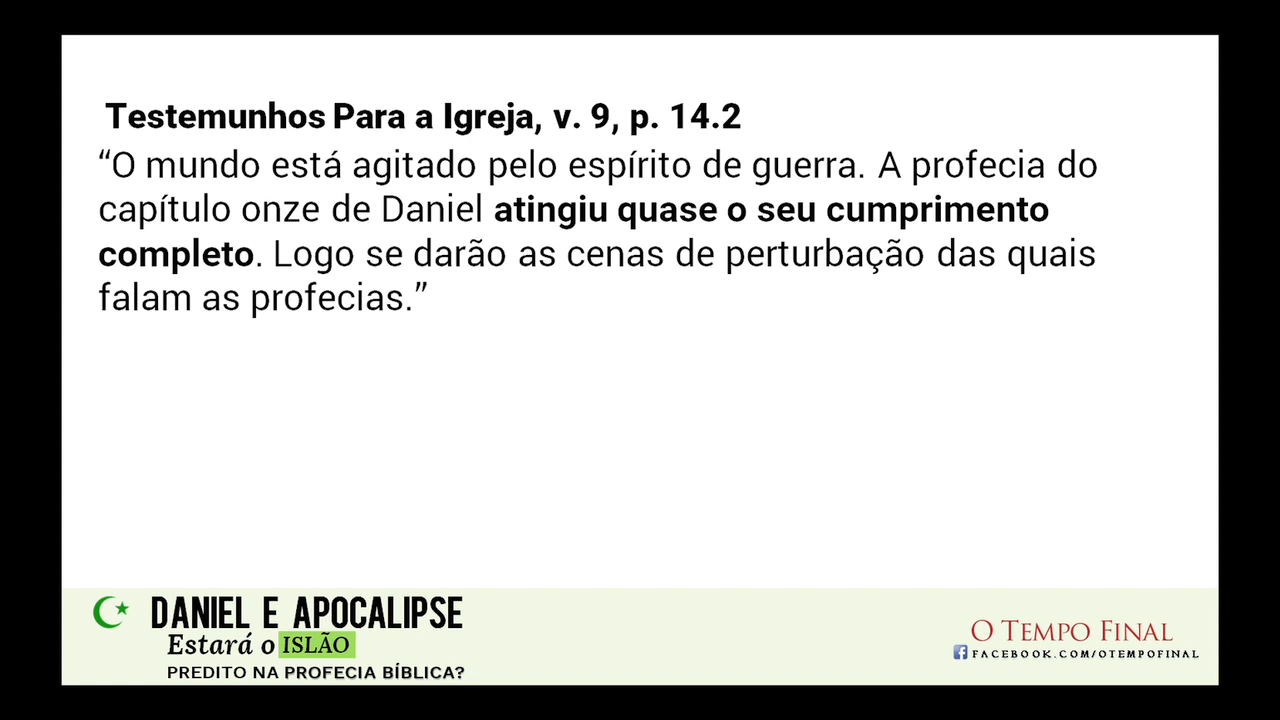 Testemunhos Para a Igreja, v. 9, p. 14.2
“O mundo está agitado pelo espírito de guerra. A profecia do
capítulo onze de Daniel atingiu quase o seu cumprimento
completo. Logo se darão as cenas de perturbação das quais
falam as profecias.”
DANIEL E APOCALIPSE
Estará o ISLÃO
PREDITO NA PROFECIA BÍBLICA?
O TEMPO FINAL
FACEBOOK.COM/OTEMPOFINAL